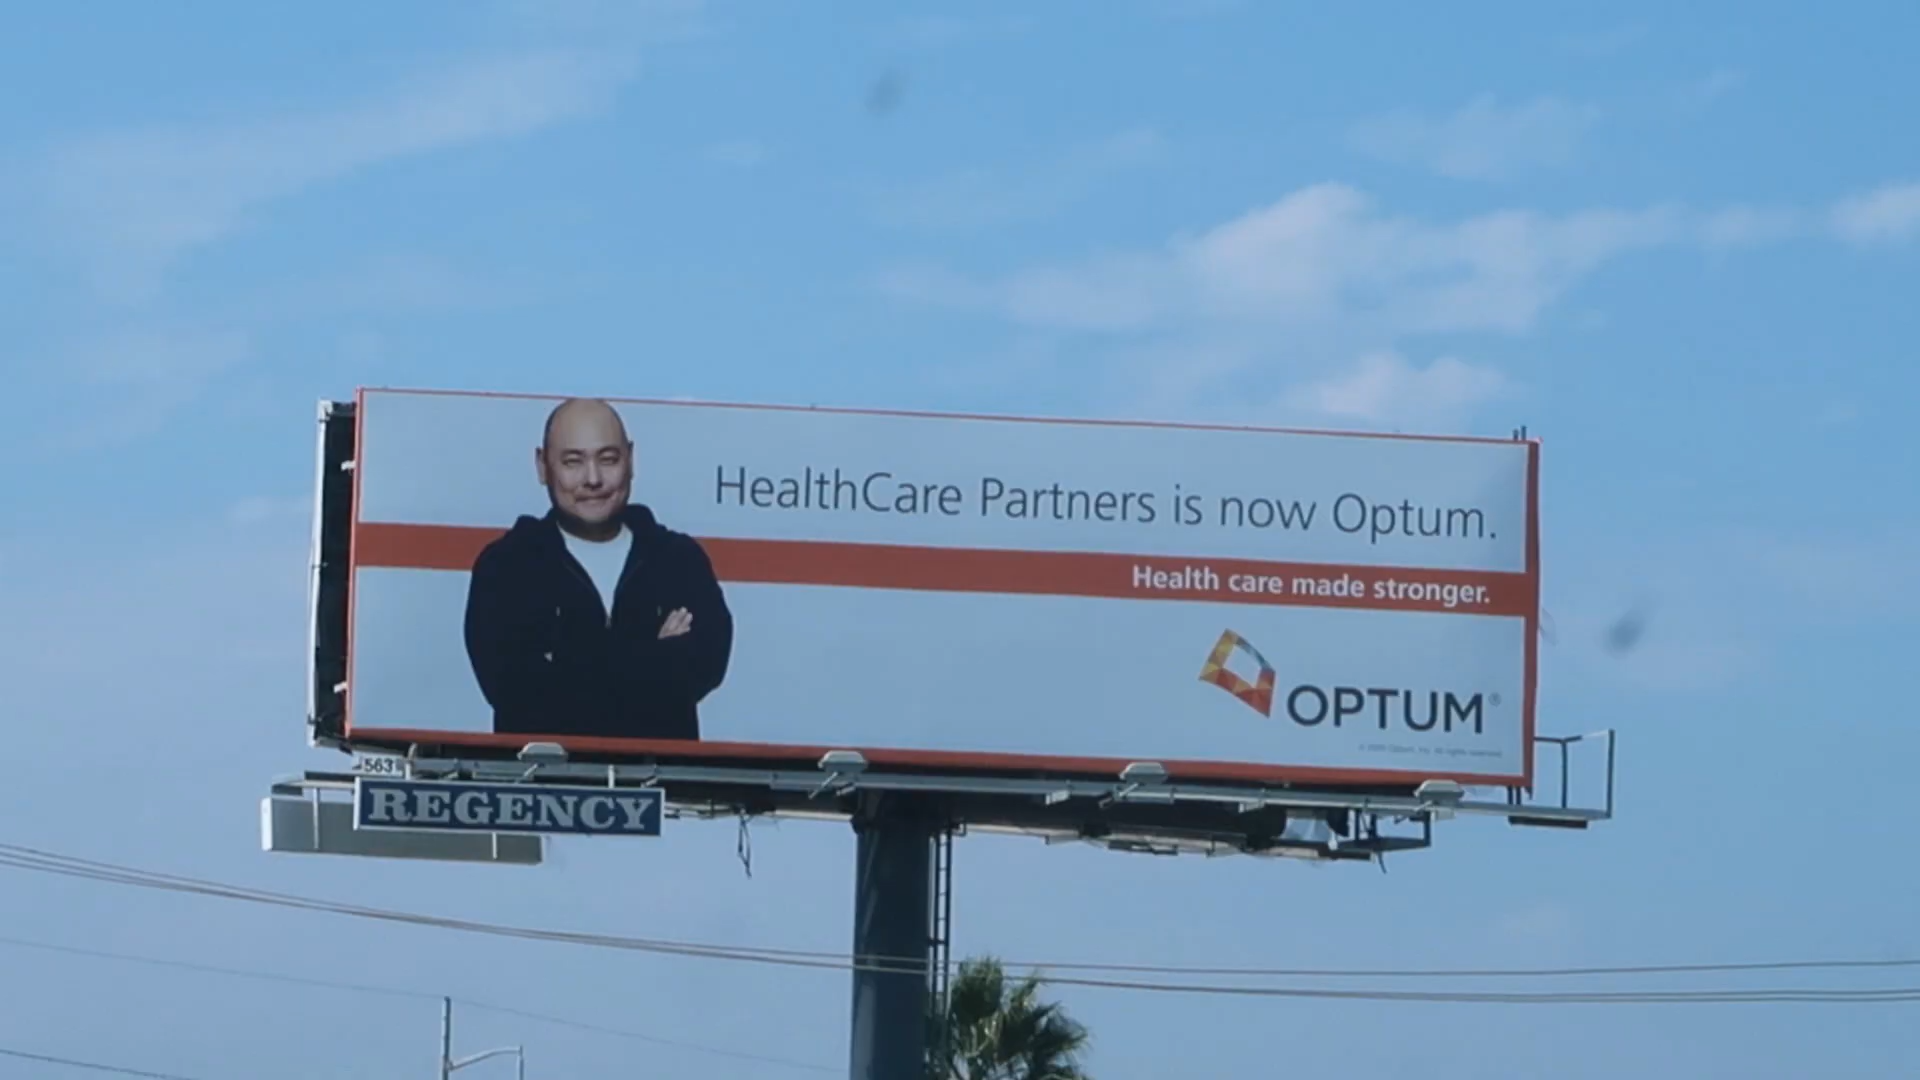 HealthCare Partners is now Optum.
Health care made stronger.
OPTUM®
563
REGENCY